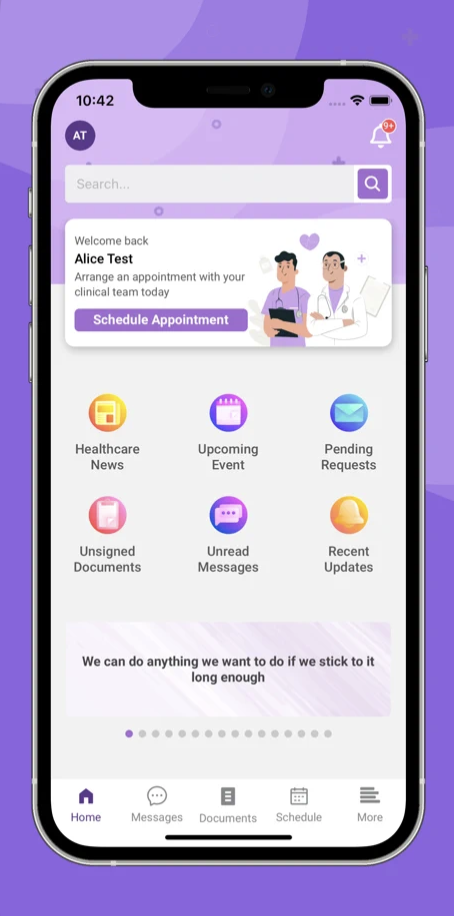 10:42
AT
9+
Search...
Welcome back
Alice Test
Arrange an appointment with your
clinical team today
Schedule Appointment
Healthcare
News
Upcoming
Event
Pending
Requests
Unsigned
Documents
Unread
Messages
Recent
Updates
We can do anything we want to do if we stick to it
long enough
Home
Messages
Documents
Schedule
More